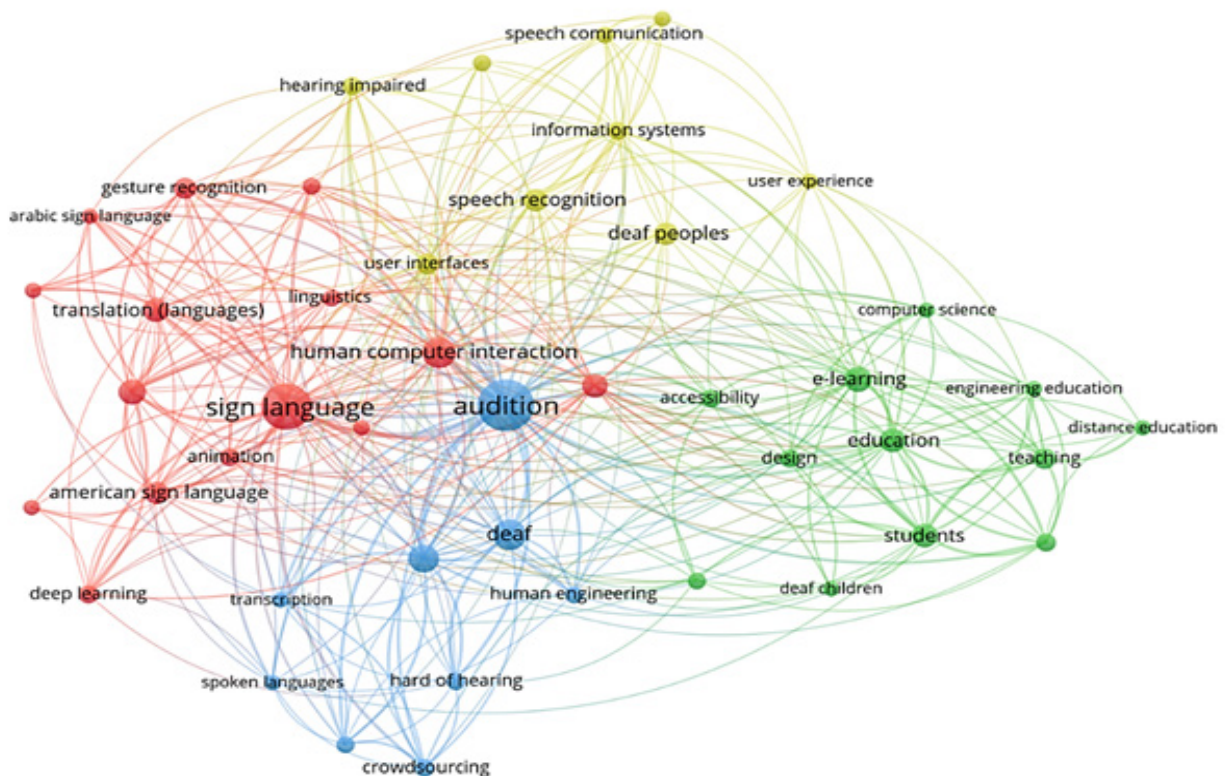 speech communication
hearing impaired
information systems
user experience
gesture recognition
speech recognition
arabic sign language
deaf peoples
user interfaces
linguistics
translation (languages)
computer science
human computer interaction
e-learning
engineering education
accessibility
sign language
audition
distance education
education
animation
design
teaching
american sign language
deaf
students
deep learning
transcription
human engineering
deaf children
spoken languages
hard of hearing
crowdsourcing